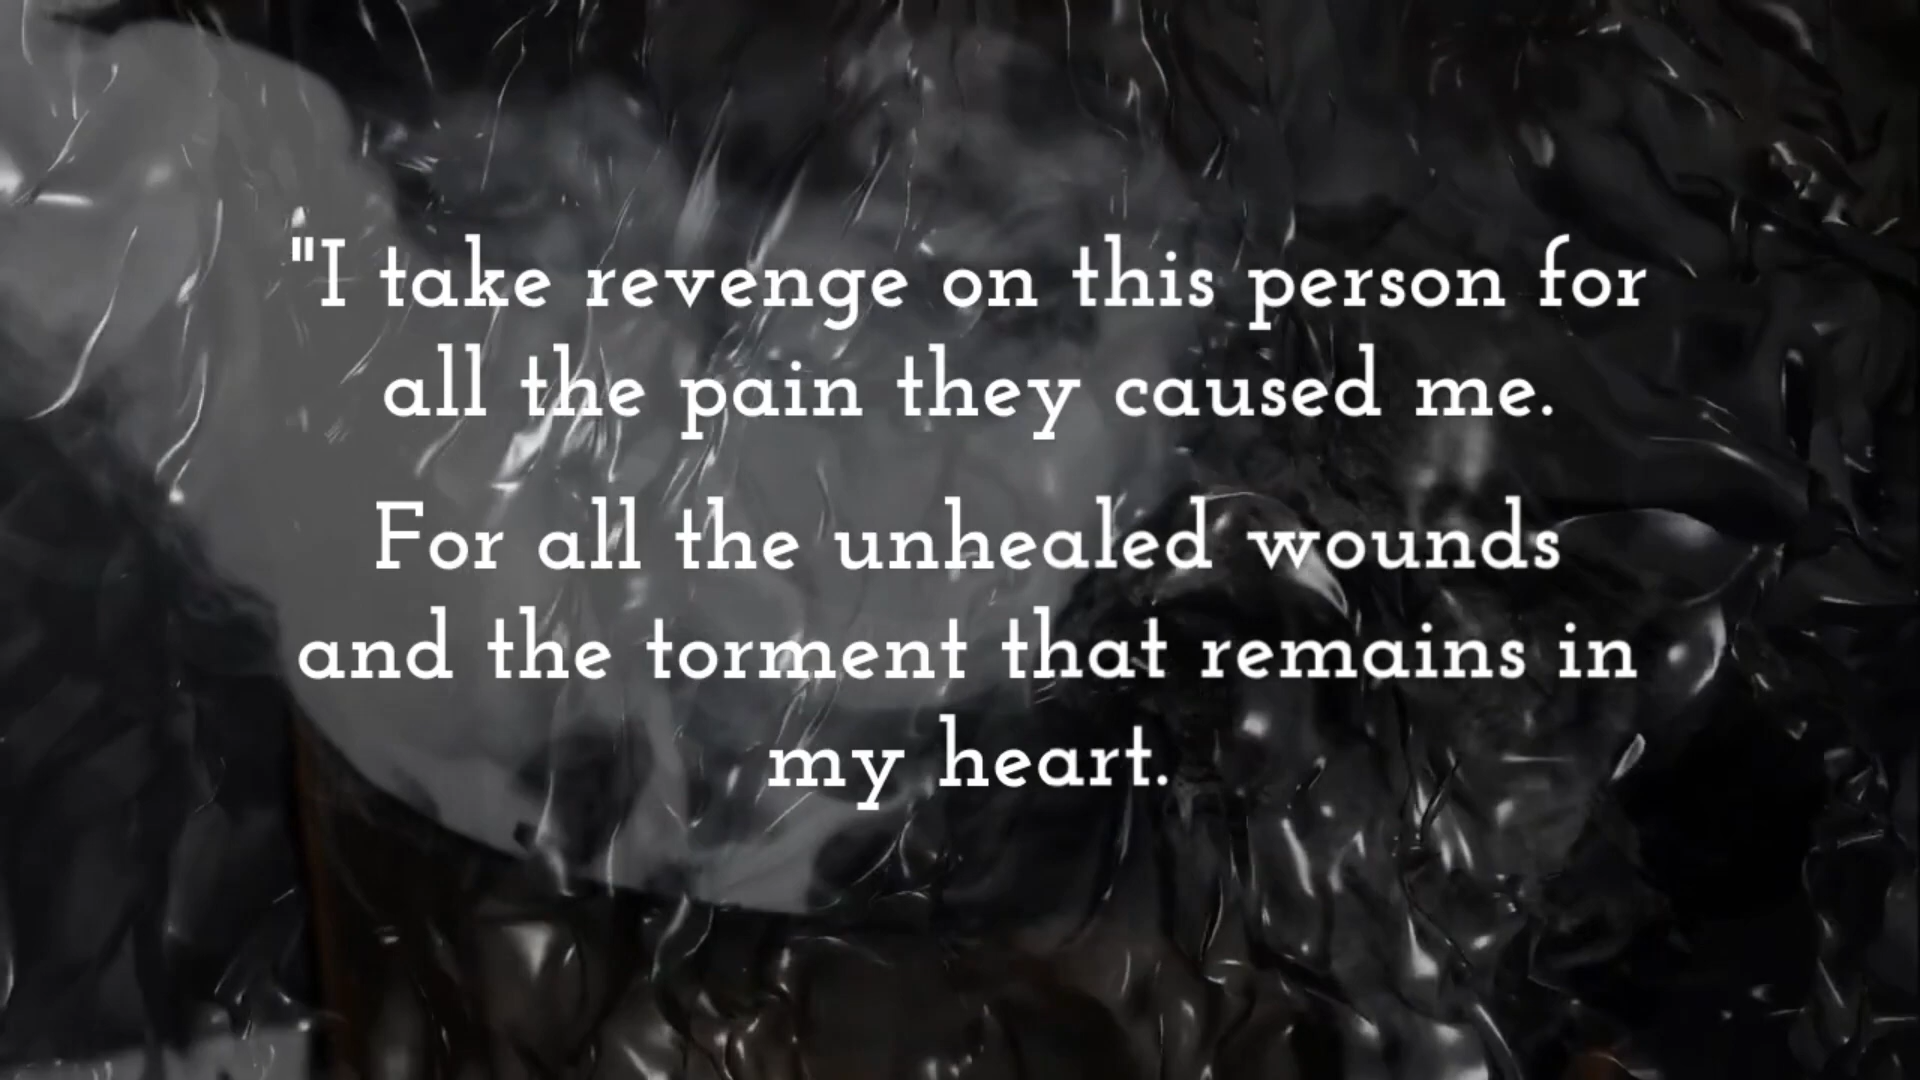 "I take revenge on this person for
all the pain they caused me.
For all the unhealed wounds
and the torment that remains in
my heart.